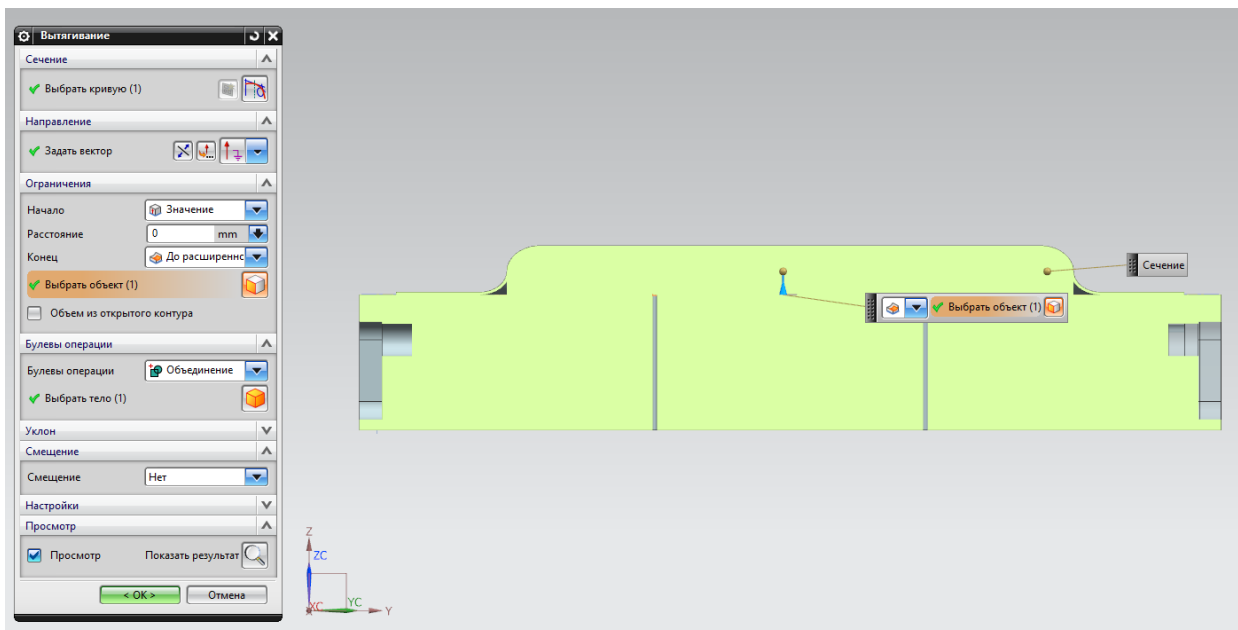 Вытягивание
Сечение
Выбрать кривую (1)
Направление
Задать вектор
Ограничения
Начало Значение
Расстояние 0 mm
Конец До расширеннс
Выбрать объект (1)
Объем из открытого контура
Булевы операции
Булевы операции Объединение
Выбрать тело (1)
Уклон
Смещение
Смещение Нет
Настройки
Просмотр
Просмотр Показать результат
< OK > Отмена
Сечение
Выбрать объект (1)
Z
ZC
XC YC Y